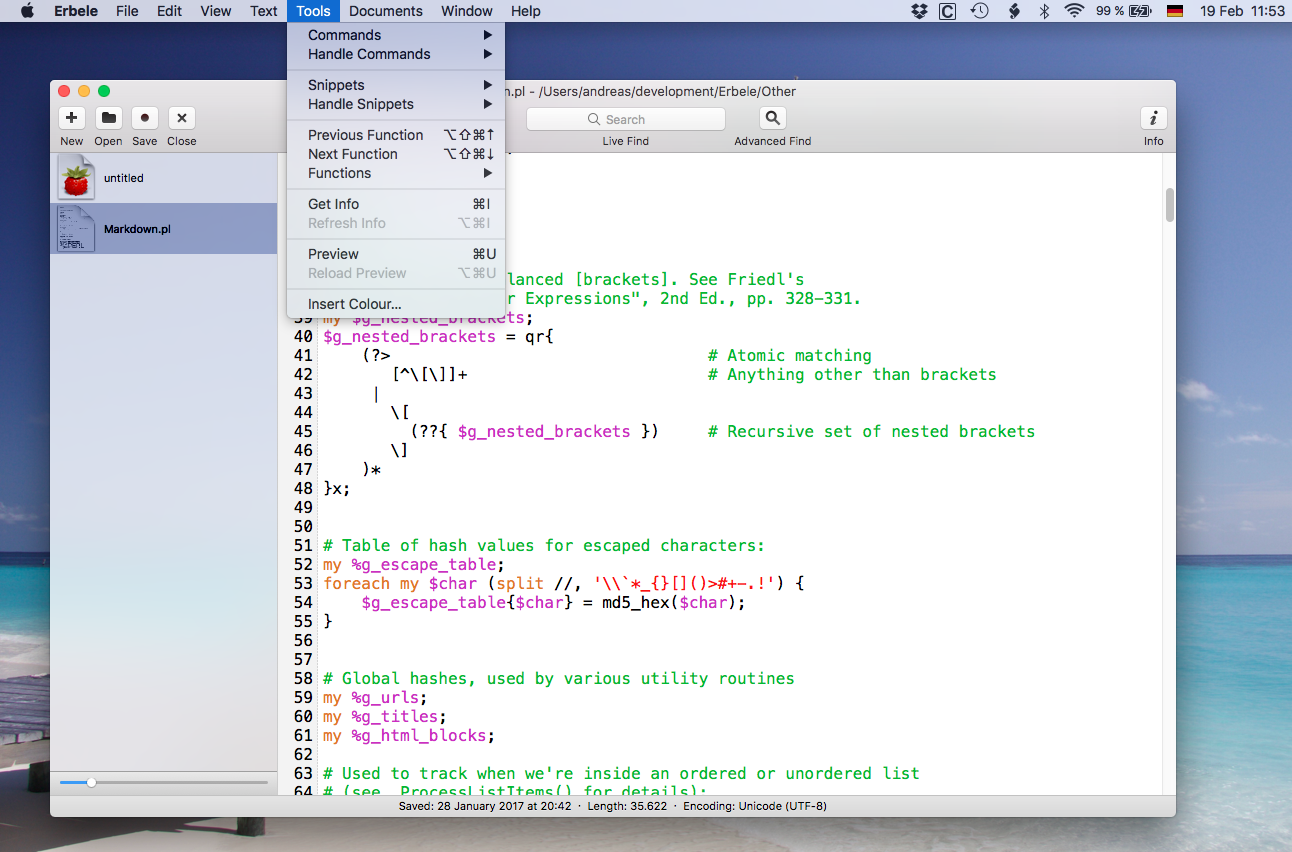 Erbele File Edit View Text Tools Documents Window Help 99 % 19 Feb 11:53
Commands
Handle Commands
Snippets
Handle Snippets
Previous Function ⌥⇧⌘↑
Next Function ⌥⇧⌘↓
Functions
Get Info ⌘I
Refresh Info ⌥⌘I
Preview ⌘U
Reload Preview ⌥⌘U
Insert Colour...
n.pl - /Users/andreas/development/Erbele/Other
New Open Save Close
Search
Live Find
Advanced Find
Info
untitled
Markdown.pl
lanced [brackets]. See Friedl's
r Expressions", 2nd Ed., pp. 328-331.
39 my $g_nested_brackets;
40 $g_nested_brackets = qr{
41 (?> # Atomic matching
42 [^\[\]]+ # Anything other than brackets
43 |
44 \[
45 (??{ $g_nested_brackets }) # Recursive set of nested brackets
46 \]
47 )*
48 }x;
49
50
51 # Table of hash values for escaped characters:
52 my %g_escape_table;
53 foreach my $char (split //, '\\`*_{}[]()>#+-.!') {
54 $g_escape_table{$char} = md5_hex($char);
55 }
56
57
58 # Global hashes, used by various utility routines
59 my %g_urls;
60 my %g_titles;
61 my %g_html_blocks;
62
63 # Used to track when we're inside an ordered or unordered list
64 # (see _ProcessListItems() for details):
Saved: 28 January 2017 at 20:42 · Length: 35.622 · Encoding: Unicode (UTF-8)